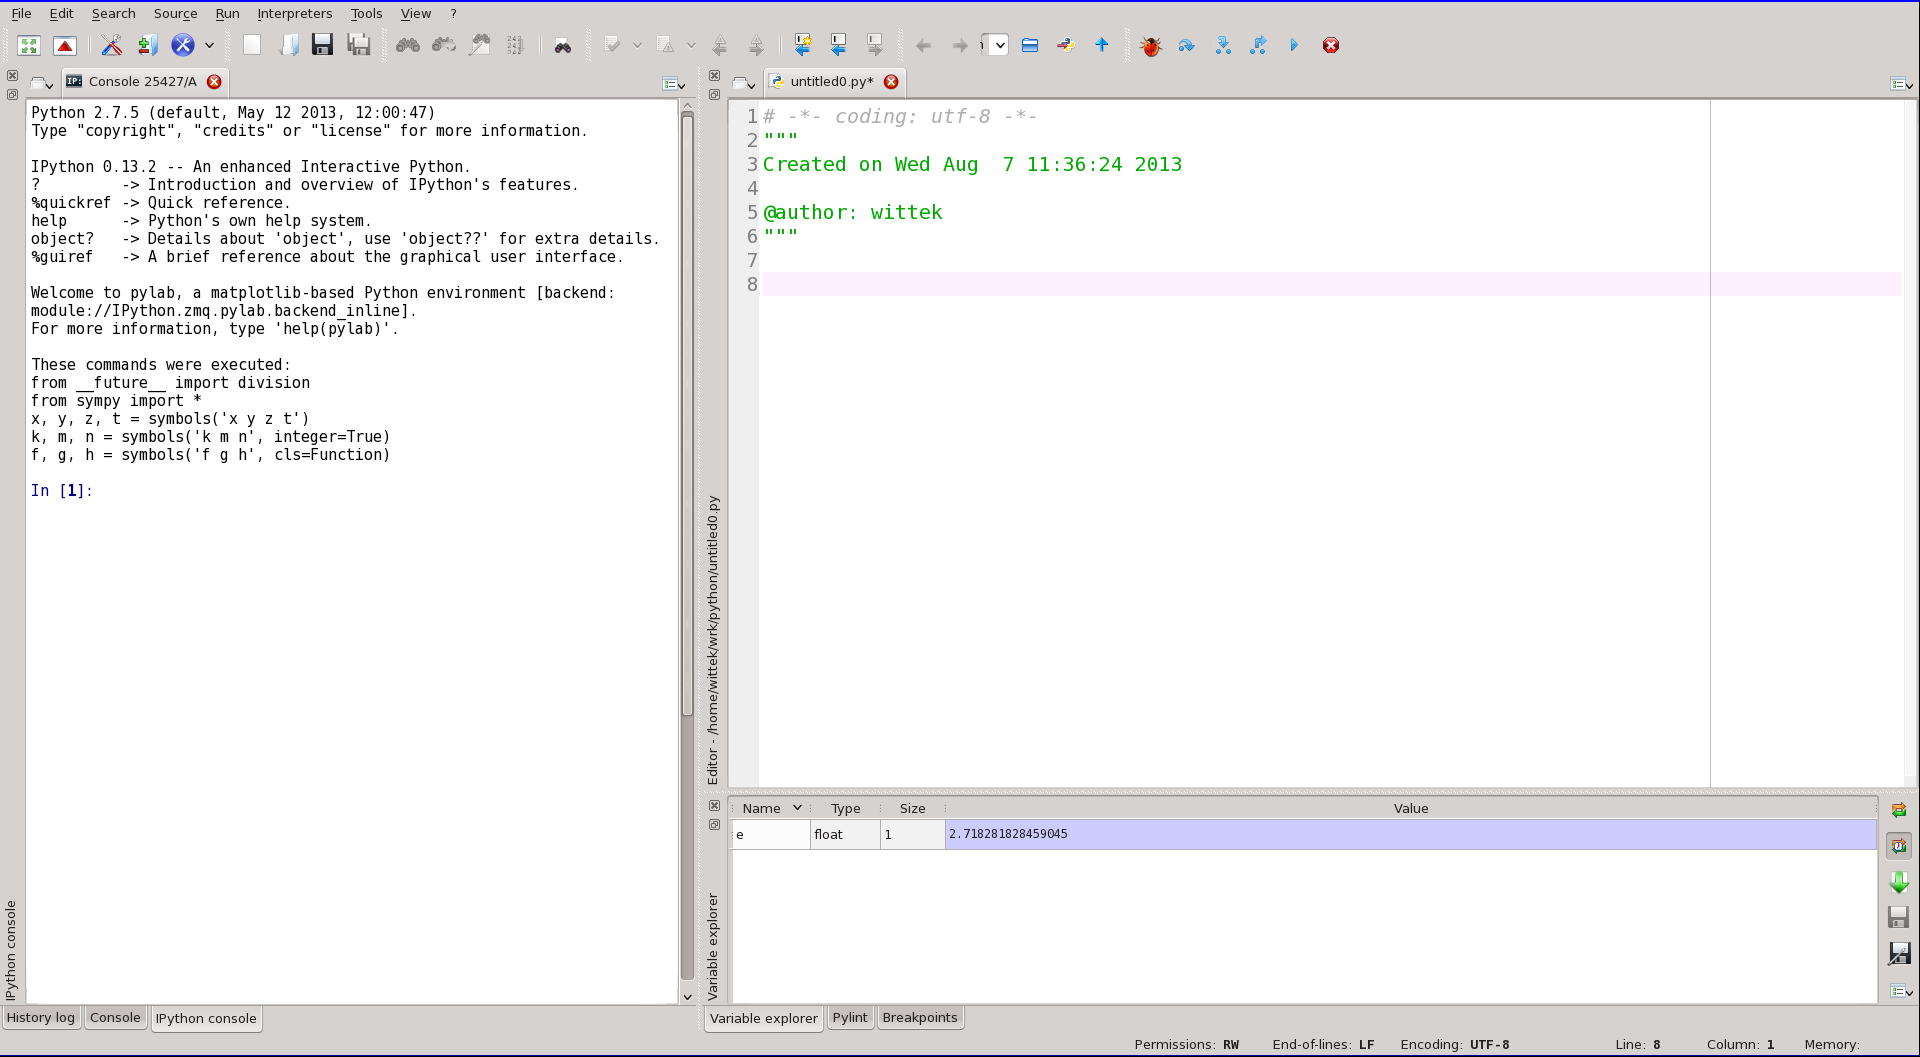 File Edit Search Source Run Interpreters Tools View ?
IP: Console 25427/A
Python 2.7.5 (default, May 12 2013, 12:00:47)
Type "copyright", "credits" or "license" for more information.
IPython 0.13.2 -- An enhanced Interactive Python.
?         -> Introduction and overview of IPython's features.
%quickref -> Quick reference.
help      -> Python's own help system.
object?   -> Details about 'object', use 'object??' for extra details.
%guiref   -> A brief reference about the graphical user interface.
Welcome to pylab, a matplotlib-based Python environment [backend:
module://IPython.zmq.pylab.backend_inline].
For more information, type 'help(pylab)'.
These commands were executed:
from __future__ import division
from sympy import *
x, y, z, t = symbols('x y z t')
k, m, n = symbols('k m n', integer=True)
f, g, h = symbols('f g h', cls=Function)
In [1]:
IPython console
History log Console IPython console
untitled0.py*
1 # -*- coding: utf-8 -*-
2 """
3 Created on Wed Aug  7 11:36:24 2013
4
5 @author: wittek
6 """
7
8
Editor - /home/wittek/wrk/python/untitled0.py
Name Type Size Value
e float 1 2.718281828459045
Variable explorer
Variable explorer Pylint Breakpoints
Permissions: RW End-of-lines: LF Encoding: UTF-8 Line: 8 Column: 1 Memory: